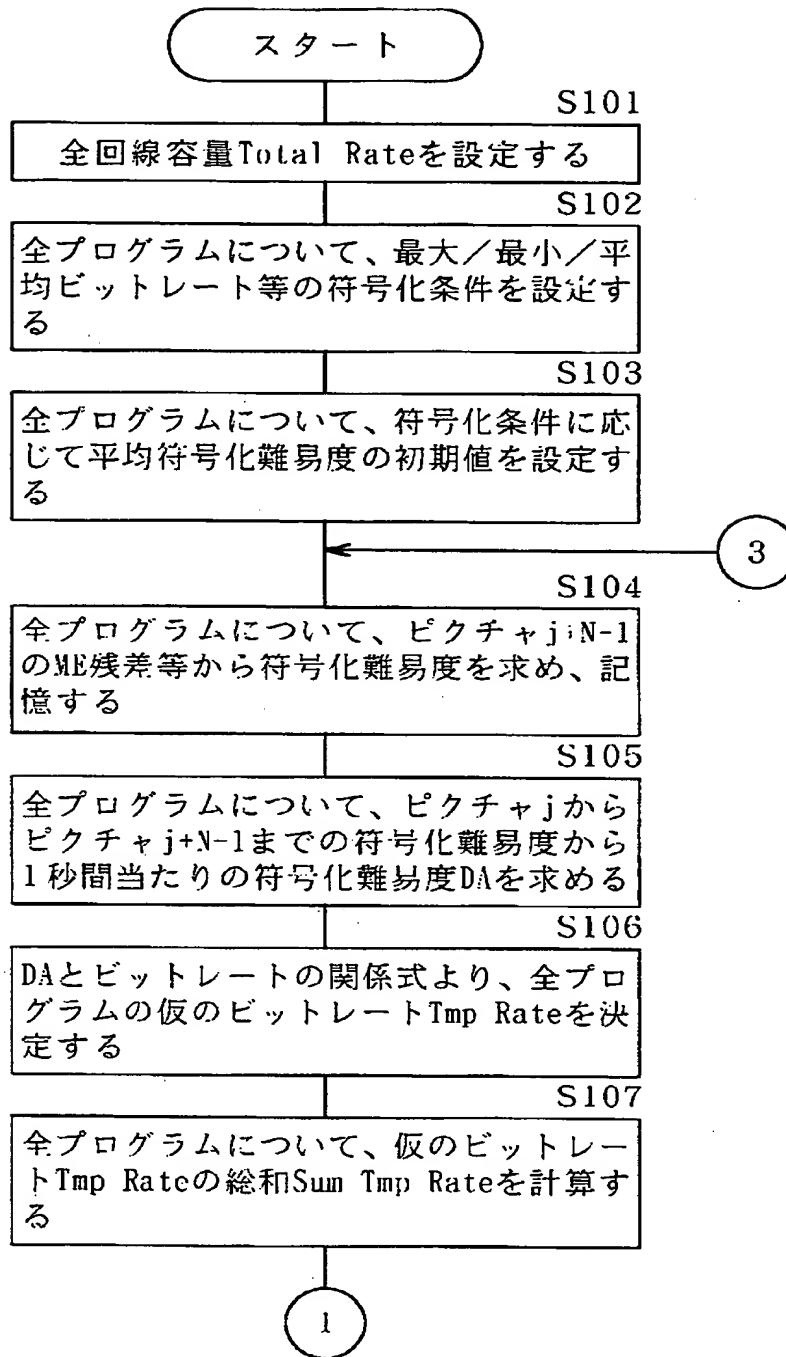 スタート
S101
全回線容量Total Rateを設定する
S102
全プログラムについて、最大／最小／平
均ビットレート等の符号化条件を設定す
る
S103
全プログラムについて、符号化条件に応
じて平均符号化難易度の初期値を設定す
る
3
S104
全プログラムについて、ピクチャj+N-1
のME残差等から符号化難易度を求め、記
憶する
S105
全プログラムについて、ピクチャjから
ピクチャj+N-1までの符号化難易度から
1秒間当たりの符号化難易度DAを求める
S106
DAとビットレートの関係式より、全プロ
グラムの仮のビットレートTmp Rateを決
定する
S107
全プログラムについて、仮のビットレー
トTmp Rateの総和Sum Tmp Rateを計算す
る
1